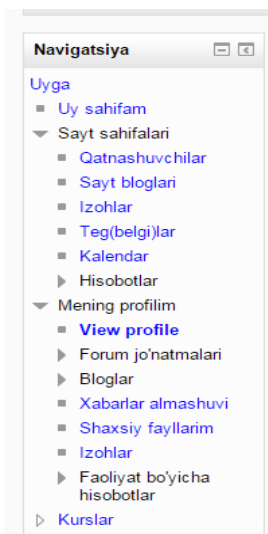 Navigatsiya
Uyga
Uy sahifam
Sayt sahifalari
Qatnashuvchilar
Sayt bloglari
Izohlar
Teg(belgi)lar
Kalendar
Hisobotlar
Mening profilim
View profile
Forum jo'natmalari
Bloglar
Xabarlar almashuvi
Shaxsiy fayllarim
Izohlar
Faoliyat bo'yicha
hisobotlar
Kurslar